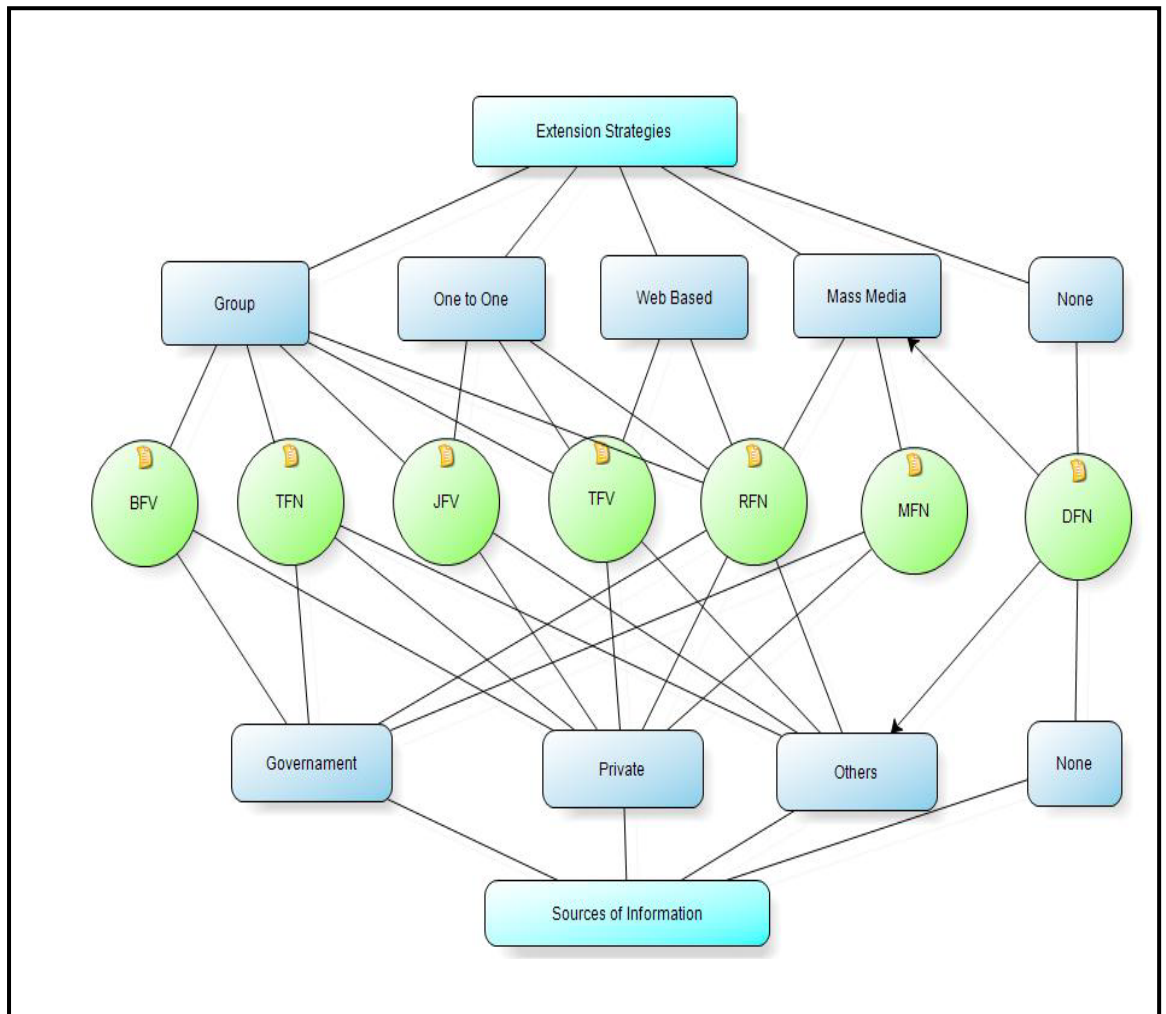 Extension Strategies
Group
One to One
Web Based
Mass Media
None
BFV
TFN
JFV
TFV
RFN
MFN
DFN
Governament
Private
Others
None
Sources of Information